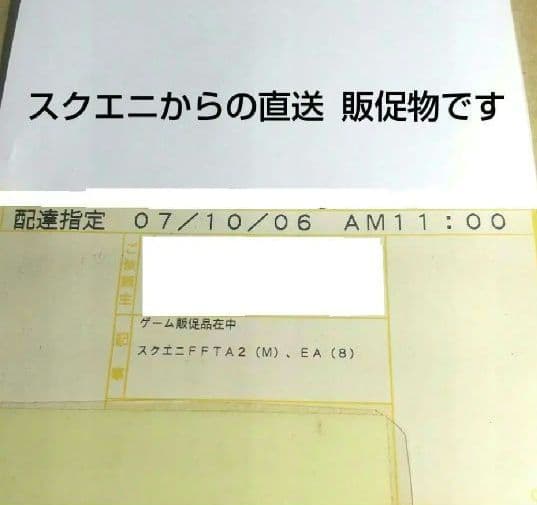 スクエニからの直送 販促物です
配達指定 07/10/06 AM11:00
ゲーム販促品在中
スクエニFFTA2(M)、EA(8)
記事